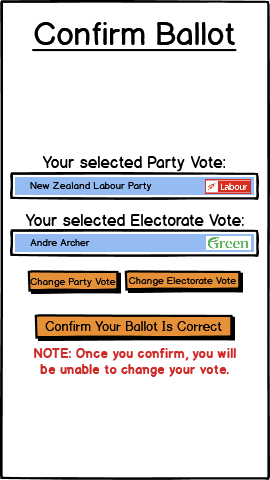 Confirm Ballot
Your selected Party Vote:
New Zealand Labour Party
Labour
Your selected Electorate Vote:
Andre Archer
Green
Change Party Vote
Change Electorate Vote
Confirm Your Ballot Is Correct
NOTE: Once you confirm, you will
be unable to change your vote.